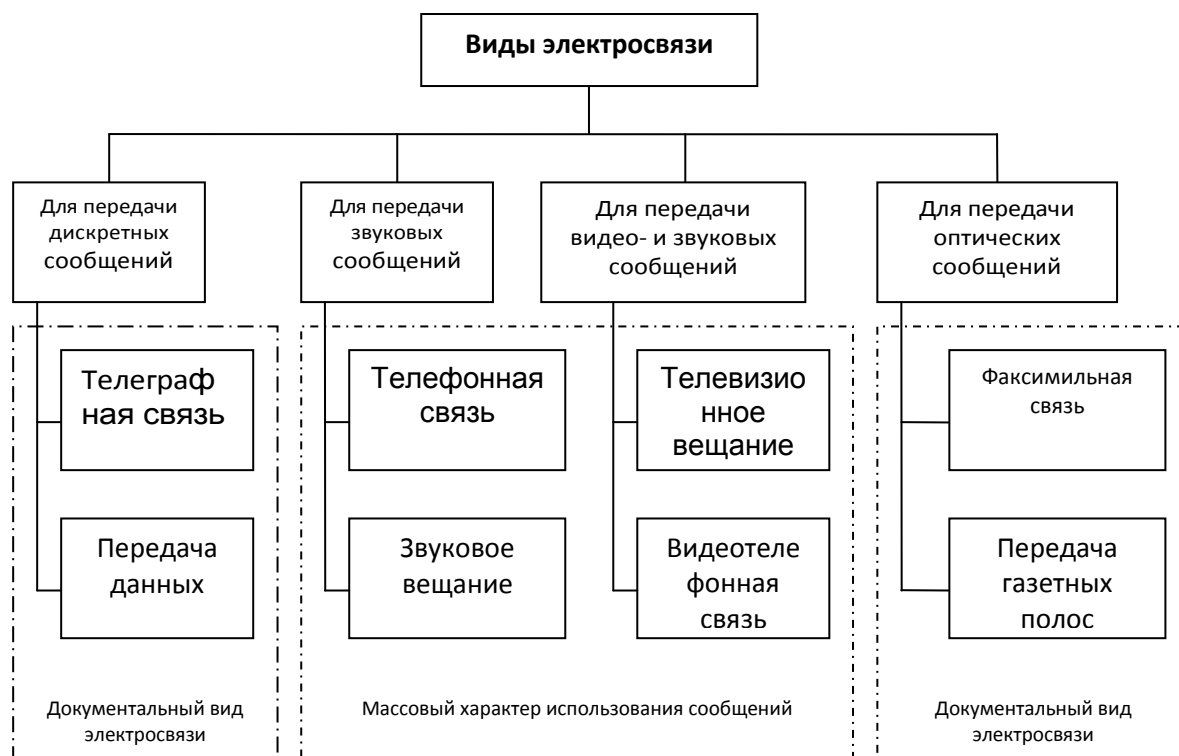 Виды электросвязи
Для передачи
дискретных
сообщений
Для передачи
звуковых
сообщений
Для передачи
видео- и звуковых
сообщений
Для передачи
оптических
сообщений
Телеграф
ная связь
Телефонная
связь
Телевизио
нное
вещание
Факсимильная
связь
Передача
данных
Звуковое
вещание
Видеотеле
фонная
связь
Передача
газетных
полос
Документальный вид
электросвязи
Массовый характер использования сообщений
Документальный вид
электросвязи